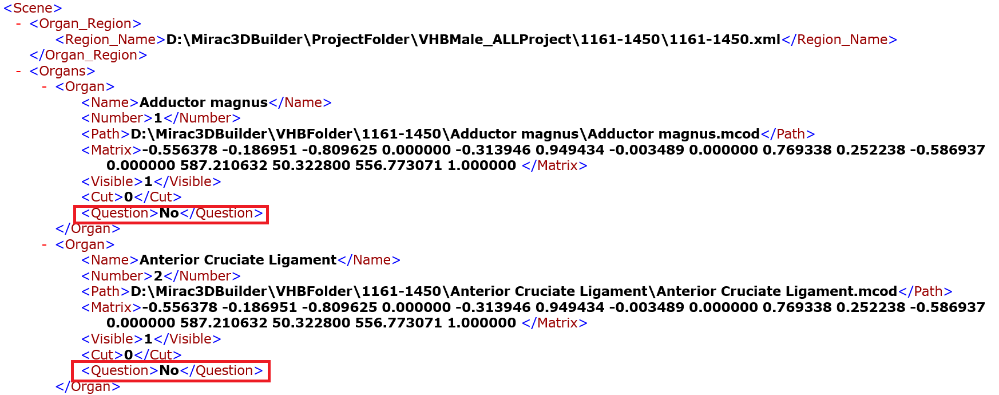 <Scene>
- <Organ_Region>
<Region_Name>D:\Mirac3DBuilder\ProjectFolder\VHBMale_ALLProject\1161-1450\1161-1450.xml</Region_Name>
</Organ_Region>
- <Organs>
- <Organ>
<Name>Adductor magnus</Name>
<Number>1</Number>
<Path>D:\Mirac3DBuilder\VHBFolder\1161-1450\Adductor magnus\Adductor magnus.mcod</Path>
<Matrix>-0.556378 -0.186951 -0.809625 0.000000 -0.313946 0.949434 -0.003489 0.000000 0.769338 0.252238 -0.586937
0.000000 587.210632 50.322800 556.773071 1.000000 </Matrix>
<Visible>1</Visible>
<Cut>0</Cut>
<Question>No</Question>
</Organ>
- <Organ>
<Name>Anterior Cruciate Ligament</Name>
<Number>2</Number>
<Path>D:\Mirac3DBuilder\VHBFolder\1161-1450\Anterior Cruciate Ligament\Anterior Cruciate Ligament.mcod</Path>
<Matrix>-0.556378 -0.186951 -0.809625 0.000000 -0.313946 0.949434 -0.003489 0.000000 0.769338 0.252238 -0.586937
0.000000 587.210632 50.322800 556.773071 1.000000 </Matrix>
<Visible>1</Visible>
<Cut>0</Cut>
<Question>No</Question>
</Organ>